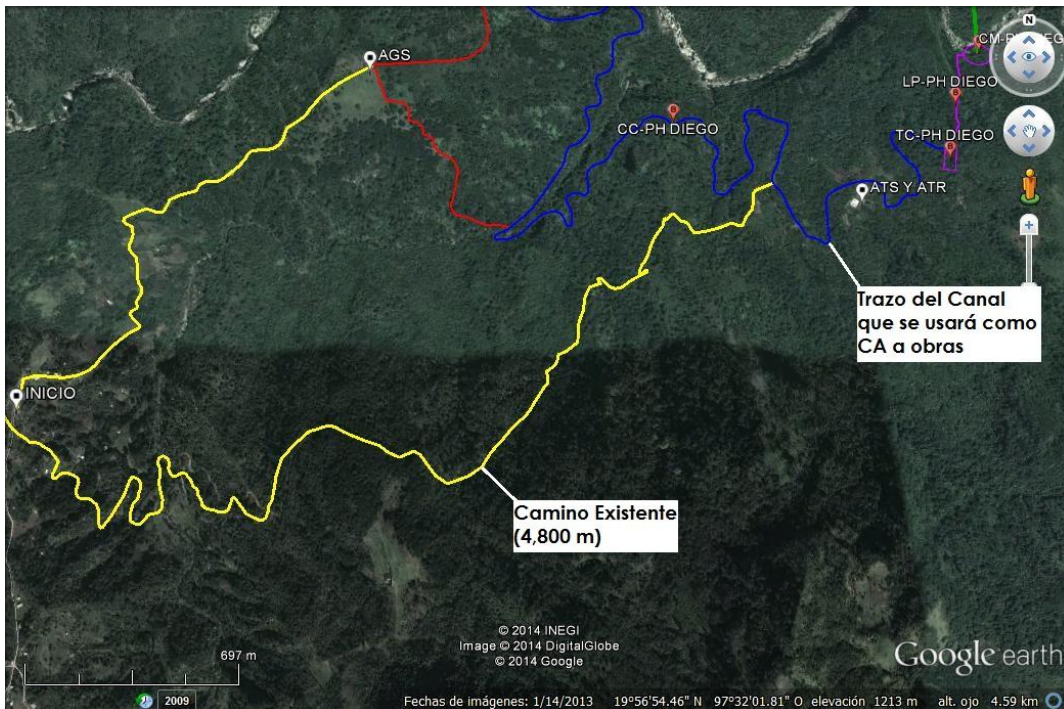 AGS
N
CM-PH DIEGO
LP-PH DIEGO
CC-PH DIEGO
TC-PH DIEGO
ATS Y ATR
Trazo del Canal
que se usará como
CA a obras
INICIO
Camino Existente
(4,800 m)
© 2014 INEGI
Image © 2014 DigitalGlobe
© 2014 Google
Google earth
697 m
2009
Fechas de imágenes: 1/14/2013 19°56'54.46" N 97°32'01.81" O elevación 1213 m alt. ojo 4.59 km